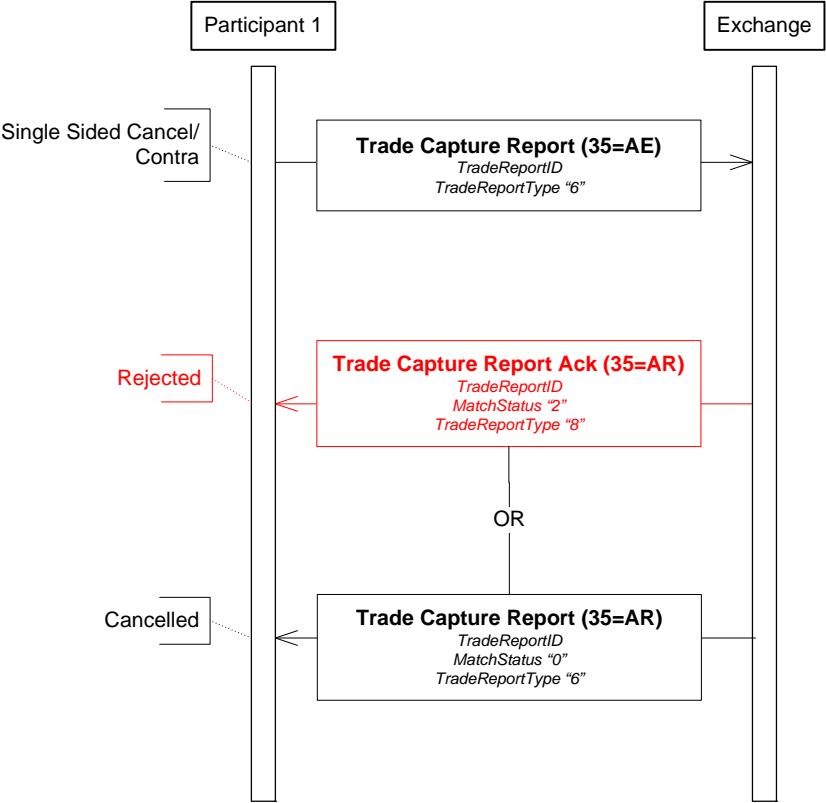 Participant 1
Exchange
Single Sided Cancel/
Contra
Trade Capture Report (35=AE)
TradeReportID
TradeReportType “6”
Rejected
Trade Capture Report Ack (35=AR)
TradeReportID
MatchStatus “2”
TradeReportType “8”
OR
Cancelled
Trade Capture Report (35=AR)
TradeReportID
MatchStatus “0”
TradeReportType “6”